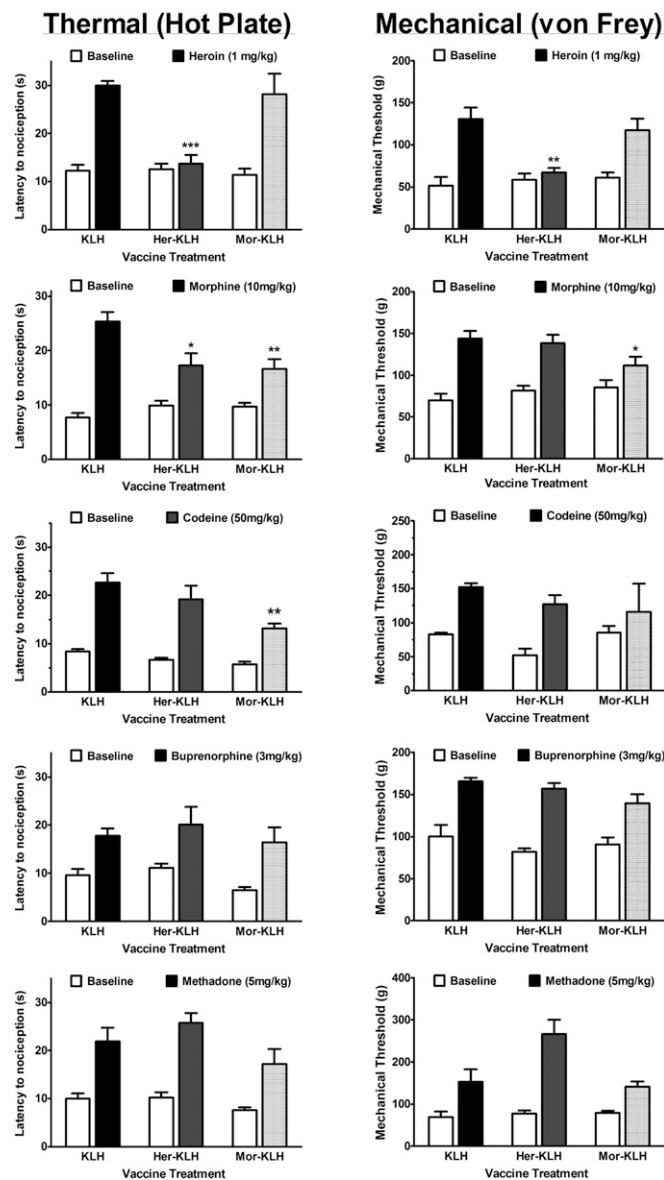 Thermal (Hot Plate)
Baseline Heroin (1 mg/kg)
Latency to nociception (s)
30
20
10
0
***
KLH Her-KLH Mor-KLH
Vaccine Treatment
Mechanical (von Frey)
Baseline Heroin (1 mg/kg)
Mechanical Theshold (g)
200
150
100
50
0
**
KLH Her-KLH Mor-KLH
Vaccine Treatment
Baseline Morphine (10mg/kg)
Latency to nociception (s)
30
20
10
0
* **
KLH Her-KLH Mor-KLH
Vaccine Treatment
Baseline Morphine (10mg/kg)
Mechanical Threshold (g)
200
150
100
50
0
*
KLH Her-KLH Mor-KLH
Vaccine Treatment
Baseline Codeine (50mg/kg)
Latency to nociception (s)
30
20
10
0
**
KLH Her-KLH Mor-KLH
Vaccine Treatment
Baseline Codeine (50mg/kg)
Mechanical Threshold (g)
250
200
150
100
50
0
KLH Her-KLH Mor-KLH
Vaccine Treatment
Baseline Buprenorphine (3mg/kg)
Latency to nociception (s)
30
20
10
0
KLH Her-KLH Mor-KLH
Vaccine Treatment
Baseline Buprenorphine (3mg/kg)
Mechanical Threshold (g)
200
150
100
50
0
KLH Her-KLH Mor-KLH
Vaccine Treatment
Baseline Methadone (5mg/kg)
Latency to nociception (s)
30
20
10
0
KLH Her-KLH Mor-KLH
Vaccine Treatment
Baseline Methadone (5mg/kg)
Mechanical Threshold (g)
400
300
200
100
0
KLH Her-KLH Mor-KLH
Vaccine Treatment